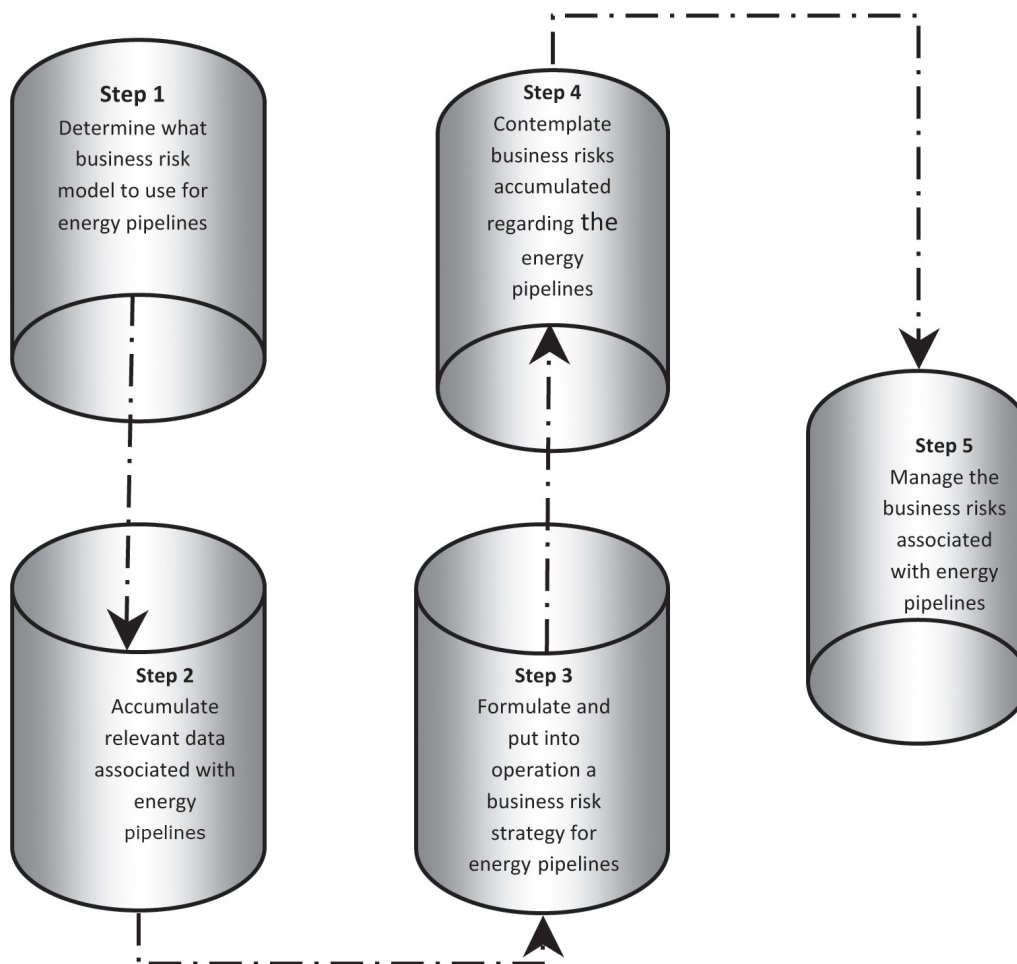 Step 1
Determine what
business risk
model to use for
energy pipelines
Step 2
Accumulate
relevant data
associated with
energy
pipelines
Step 3
Formulate and
put into
operation a
business risk
strategy for
energy pipelines
Step 4
Contemplate
business risks
accumulated
regarding the
energy
pipelines
Step 5
Manage the
business risks
associated
with energy
pipelines